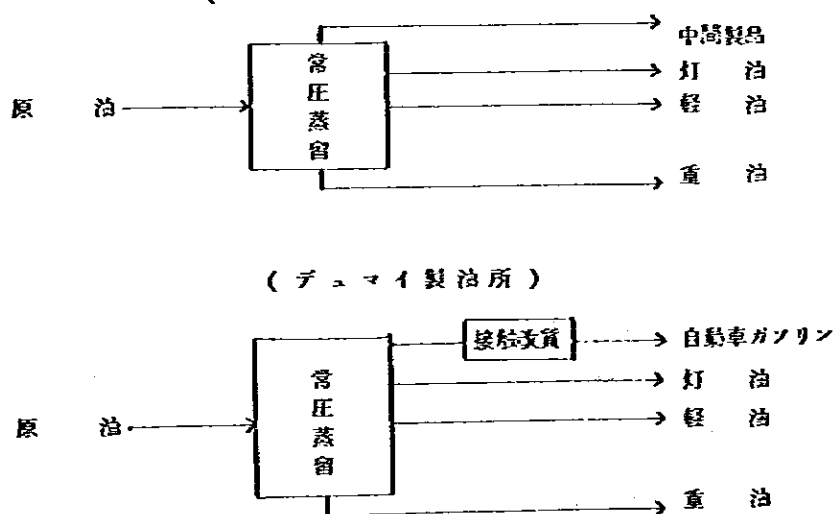 中間製品
灯油
原油
常圧蒸留
軽油
重油
(デュマイ製油所)
接触改質
自動車ガソリン
灯油
原油
常圧蒸留
軽油
重油